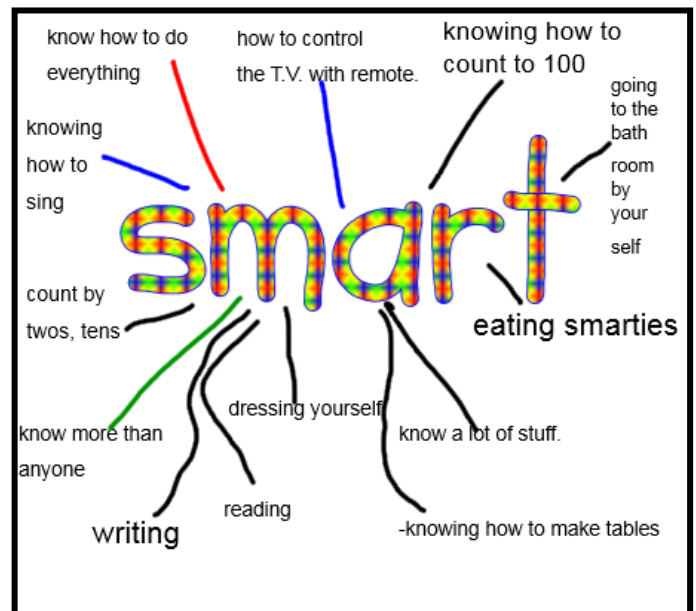 know how to do
everything
how to control
the T.V. with remote.
knowing how to
count to 100
going
to the
bath
room
by
your
self
knowing
how to
sing
smart
count by
twos, tens
eating smarties
dressing yourself
know more than
anyone
know a lot of stuff.
reading
writing
-knowing how to make tables